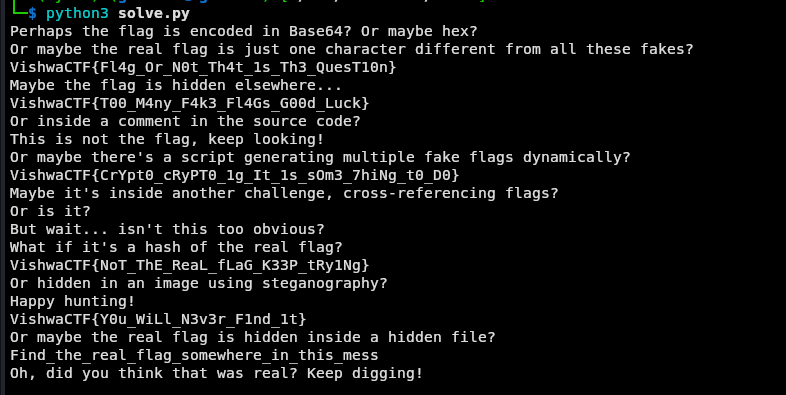 $ python3 solve.py
Perhaps the flag is encoded in Base64? Or maybe hex?
Or maybe the real flag is just one character different from all these fakes?
VishwaCTF{Fl4g_Or_N0t_Th4t_1s_Th3_QuesT10n}
Maybe the flag is hidden elsewhere...
VishwaCTF{T00_M4ny_F4k3_Fl4Gs_G00d_Luck}
Or inside a comment in the source code?
This is not the flag, keep looking!
Or maybe there's a script generating multiple fake flags dynamically?
VishwaCTF{CrYpt0_cRyPT0_1g_It_1s_sOm3_7hiNg_t0_D0}
Maybe it's inside another challenge, cross-referencing flags?
Or is it?
But wait... isn't this too obvious?
What if it's a hash of the real flag?
VishwaCTF{NoT_ThE_ReaL_fLaG_K33P_tRy1Ng}
Or hidden in an image using steganography?
Happy hunting!
VishwaCTF{Y0u_WiLl_N3v3r_F1nd_1t}
Or maybe the real flag is hidden inside a hidden file?
Find_the_real_flag_somewhere_in_this_mess
Oh, did you think that was real? Keep digging!